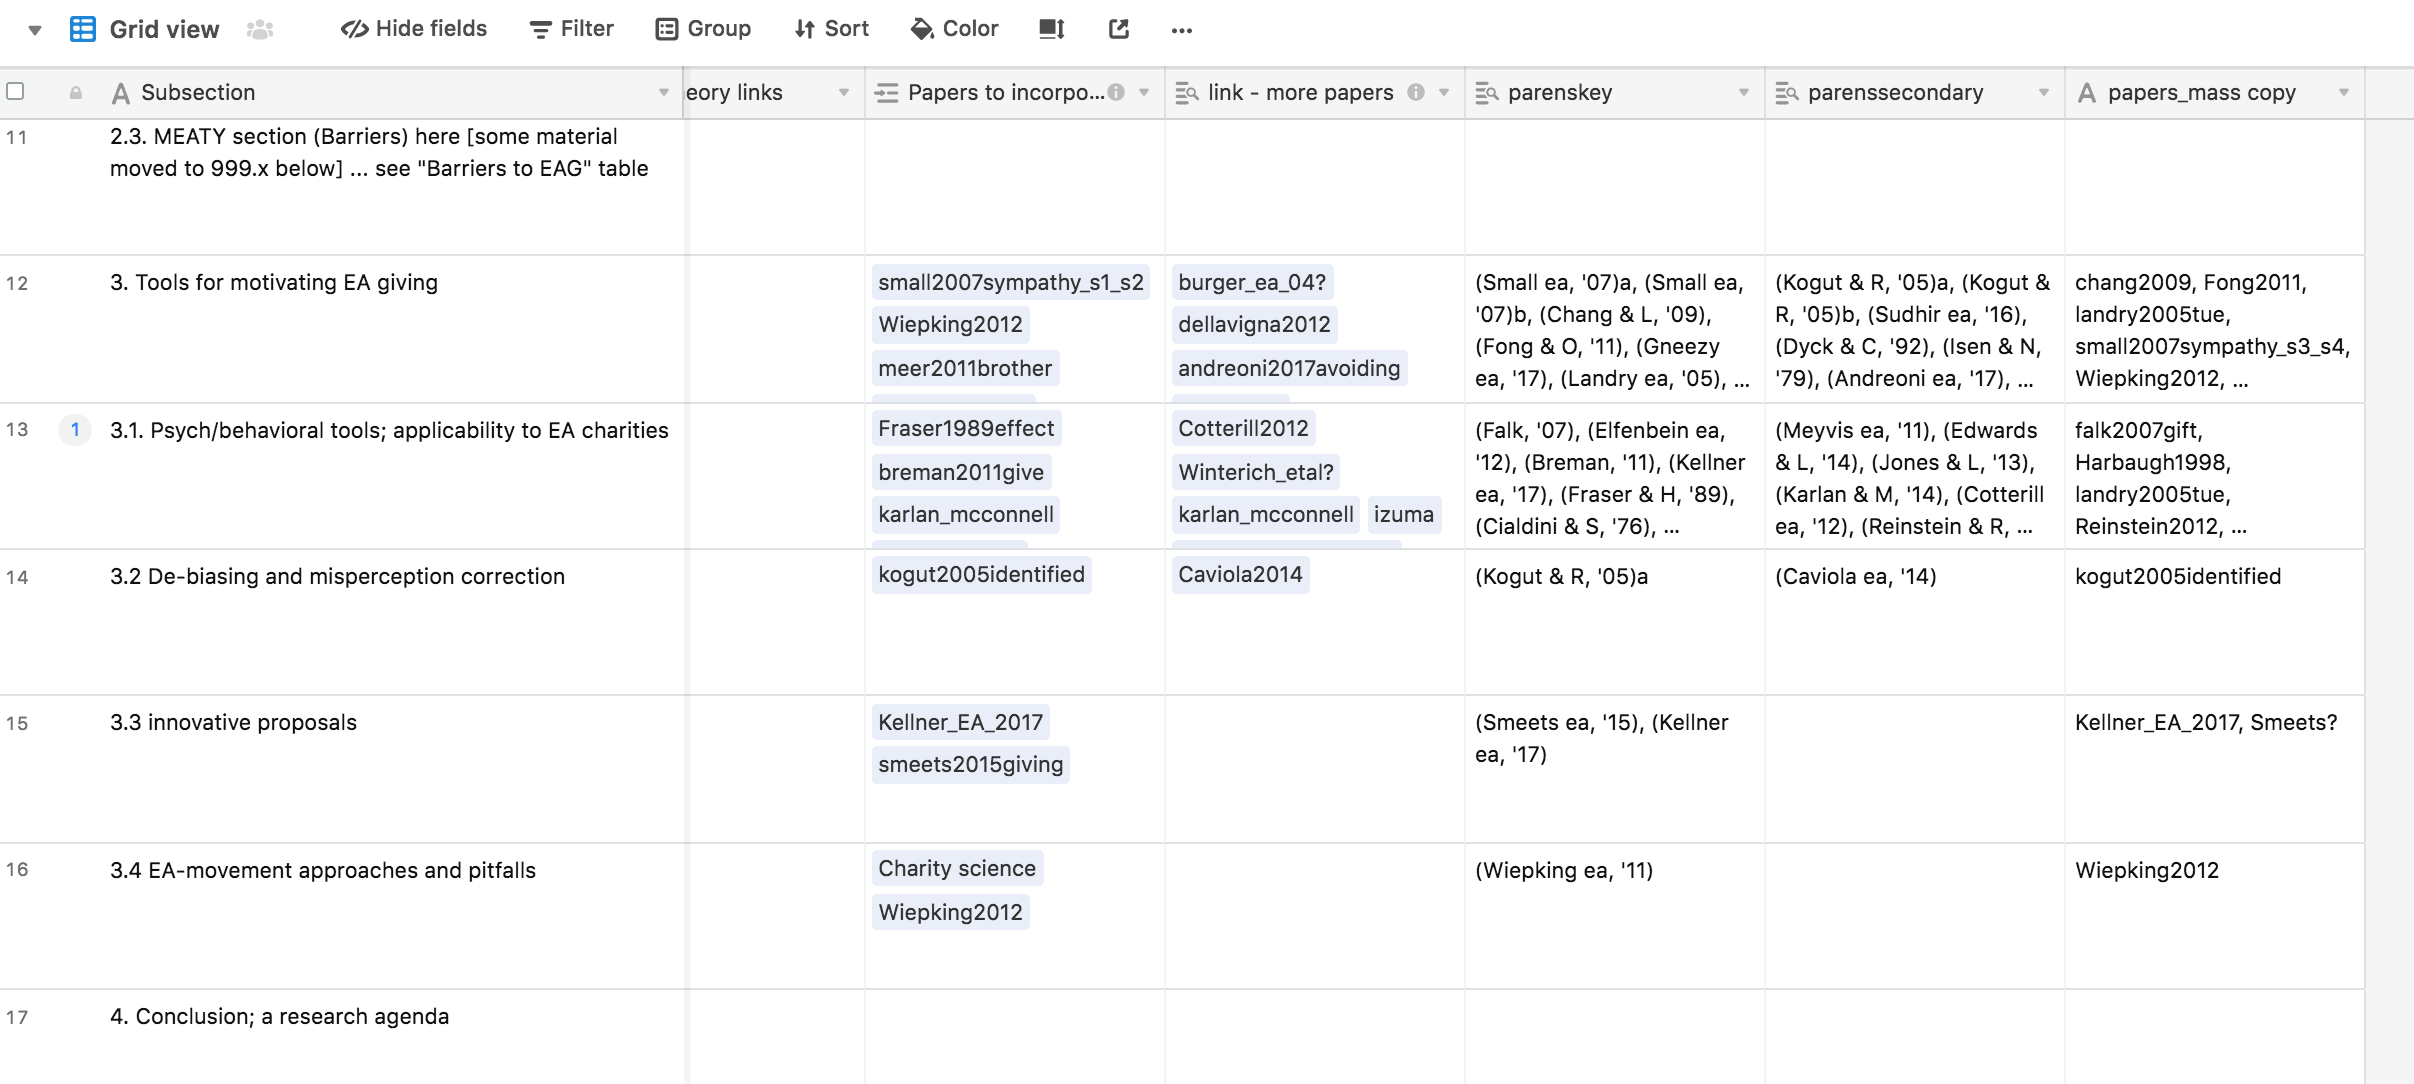 Grid view Hide fields Filter Group Sort Color ...
Subsection eory links Papers to incorpo... link - more papers parenskey parenssecondary papers_mass copy
11
2.3. MEATY section (Barriers) here [some material
moved to 999.x below] ... see "Barriers to EAG" table
12
3. Tools for motivating EA giving
small2007sympathy_s1_s2
Wiepking2012
meer2011brother
burger_ea_04?
dellavigna2012
andreoni2017avoiding
(Small ea, '07)a, (Small ea,
'07)b, (Chang & L, '09),
(Fong & O, '11), (Gneezy
ea, '17), (Landry ea, '05), ...
(Kogut & R, '05)a, (Kogut &
R, '05)b, (Sudhir ea, '16),
(Dyck & C, '92), (Isen & N,
'79), (Andreoni ea, '17), ...
chang2009, Fong2011,
landry2005tue,
small2007sympathy_s3_s4,
Wiepking2012, ...
13
1
3.1. Psych/behavioral tools; applicability to EA charities
Fraser1989effect
breman2011give
karlan_mcconnell
Cotterill2012
Winterich_etal?
karlan_mcconnell izuma
(Falk, '07), (Elfenbein ea,
'12), (Breman, '11), (Kellner
ea, '17), (Fraser & H, '89),
(Cialdini & S, '76), ...
(Meyvis ea, '11), (Edwards
& L, '14), (Jones & L, '13),
(Karlan & M, '14), (Cotterill
ea, '12), (Reinstein & R, ...
falk2007gift,
Harbaugh1998,
landry2005tue,
Reinstein2012, ...
14
3.2 De-biasing and misperception correction
kogut2005identified
Caviola2014
(Kogut & R, '05)a
(Caviola ea, '14)
kogut2005identified
15
3.3 innovative proposals
Kellner_EA_2017
smeets2015giving
(Smeets ea, '15), (Kellner
ea, '17)
Kellner_EA_2017, Smeets?
16
3.4 EA-movement approaches and pitfalls
Charity science
Wiepking2012
(Wiepking ea, '11)
Wiepking2012
17
4. Conclusion; a research agenda